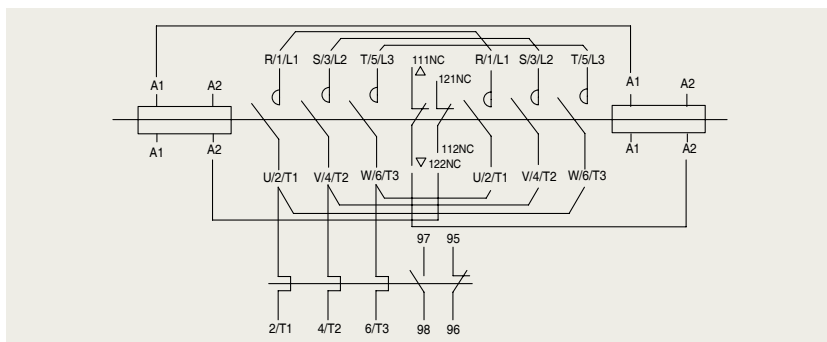 R/1/L1 S/3/L2 T/5/L3 111NC R/1/L1 S/3/L2 T/5/L3
A1 A2 121NC A1 A2
A1 A2 112NC A1 A2
122NC
U/2/T1 V/4/T2 W/6/T3 U/2/T1 V/4/T2 W/6/T3
97 95
2/T1 4/T2 6/T3 98 96